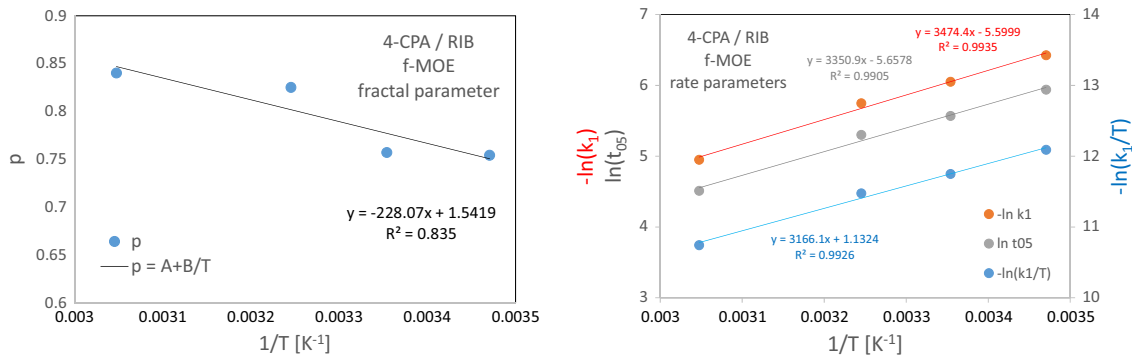 0.9
0.85
0.8
0.75
0.7
0.65
0.6
p
4-CPA / RIB
f-MOE
fractal parameter
y = -228.07x + 1.5419
R² = 0.835
p
p = A+B/T
0.003
0.0031
0.0032
0.0033
0.0034
0.0035
1/T [K⁻¹]
7
6
5
4
3
-ln(k₁)
ln(t₀₅)
4-CPA / RIB
f-MOE
rate parameters
y = 3474.4x - 5.5999
R² = 0.9935
y = 3350.9x - 5.6578
R² = 0.9905
y = 3166.1x + 1.1324
R² = 0.9926
-ln k1
ln t05
-ln(k1/T)
14
13
12
11
10
-ln(k₁/T)
0.003
0.0031
0.0032
0.0033
0.0034
0.0035
1/T [K⁻¹]